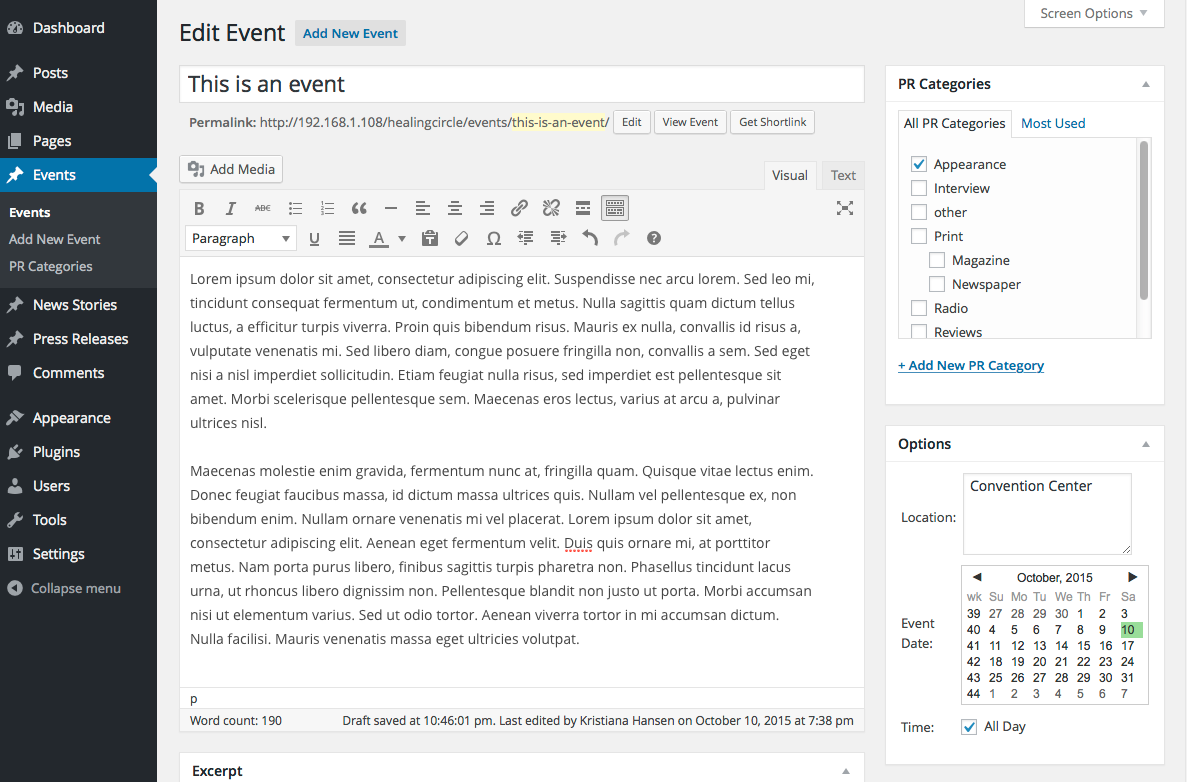 Dashboard
Posts
Media
Pages
Events
Events
Add New Event
PR Categories
News Stories
Press Releases
Comments
Appearance
Plugins
Users
Tools
Settings
Collapse menu
Screen Options
Edit Event Add New Event
This is an event
Permalink: http://192.168.1.108/healingcircle/events/this-is-an-event/ Edit View Event Get Shortlink
Add Media
Visual Text
B I ABC
Paragraph U A
Lorem ipsum dolor sit amet, consectetur adipiscing elit. Suspendisse nec arcu lorem. Sed leo mi,
tincidunt consequat fermentum ut, condimentum et metus. Nulla sagittis quam dictum tellus
luctus, a efficitur turpis viverra. Proin quis bibendum risus. Mauris ex nulla, convallis id risus a,
vulputate venenatis mi. Sed libero diam, congue posuere fringilla non, convallis a sem. Sed eget
nisi a nisl imperdiet sollicitudin. Etiam feugiat nulla risus, sed imperdiet est pellentesque sit
amet. Morbi scelerisque pellentesque sem. Maecenas eros lectus, varius at arcu a, pulvinar
ultrices nisl.
Maecenas molestie enim gravida, fermentum nunc at, fringilla quam. Quisque vitae lectus enim.
Donec feugiat faucibus massa, id dictum massa ultrices quis. Nullam vel pellentesque ex, non
bibendum enim. Nullam ornare venenatis mi vel placerat. Lorem ipsum dolor sit amet,
consectetur adipiscing elit. Aenean eget fermentum velit. Duis quis ornare mi, at porttitor
metus. Nam porta purus libero, finibus sagittis turpis pharetra non. Phasellus tincidunt lacus
urna, ut rhoncus libero dignissim non. Pellentesque blandit non justo ut porta. Morbi accumsan
nisi ut elementum varius. Sed ut odio tortor. Aenean viverra tortor in mi accumsan dictum.
Nulla facilisi. Mauris venenatis massa eget ultricies volutpat.
p
Word count: 190 Draft saved at 10:46:01 pm. Last edited by Kristiana Hansen on October 10, 2015 at 7:38 pm
Excerpt
PR Categories
All PR Categories Most Used
Appearance
Interview
other
Print
Magazine
Newspaper
Radio
Reviews
+ Add New PR Category
Options
Location: Convention Center
Event Date:
October, 2015
wk Su Mo Tu We Th Fr Sa
39 27 28 29 30 1 2 3
40 4 5 6 7 8 9 10
41 11 12 13 14 15 16 17
42 18 19 20 21 22 23 24
43 25 26 27 28 29 30 31
44 1 2 3 4 5 6 7
Time: All Day